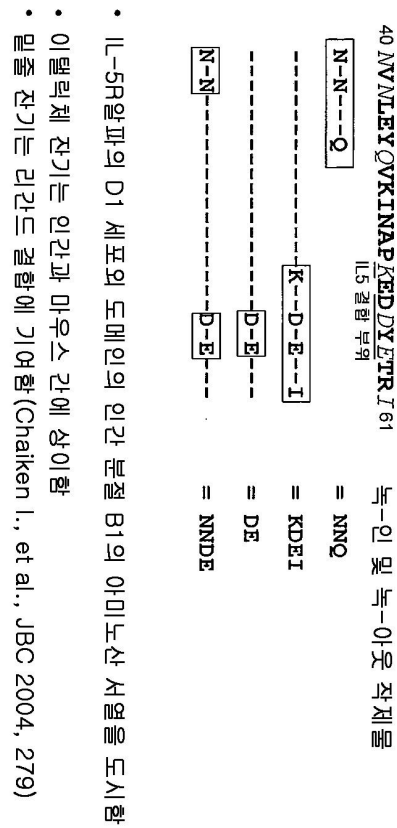 40 NVNLEYQVKINAPKEDDYETRI 61 녹-인 및 녹-아웃 작제물
IL5 결합 부위
N-N---Q = NNQ
-------------K--D-E--I = KDEI
----------------D-E--- = DE
N-N-------------D-E--- = NNDE
• IL-5R알파의 D1 세포외 도메인의 인간 분절 B1의 아미노산 서열을 도시함
• 이탤릭체 잔기는 인간과 마우스 간에 상이함
• 밑줄 잔기는 리간드 결합에 기여함(Chaiken I., et al., JBC 2004, 279)